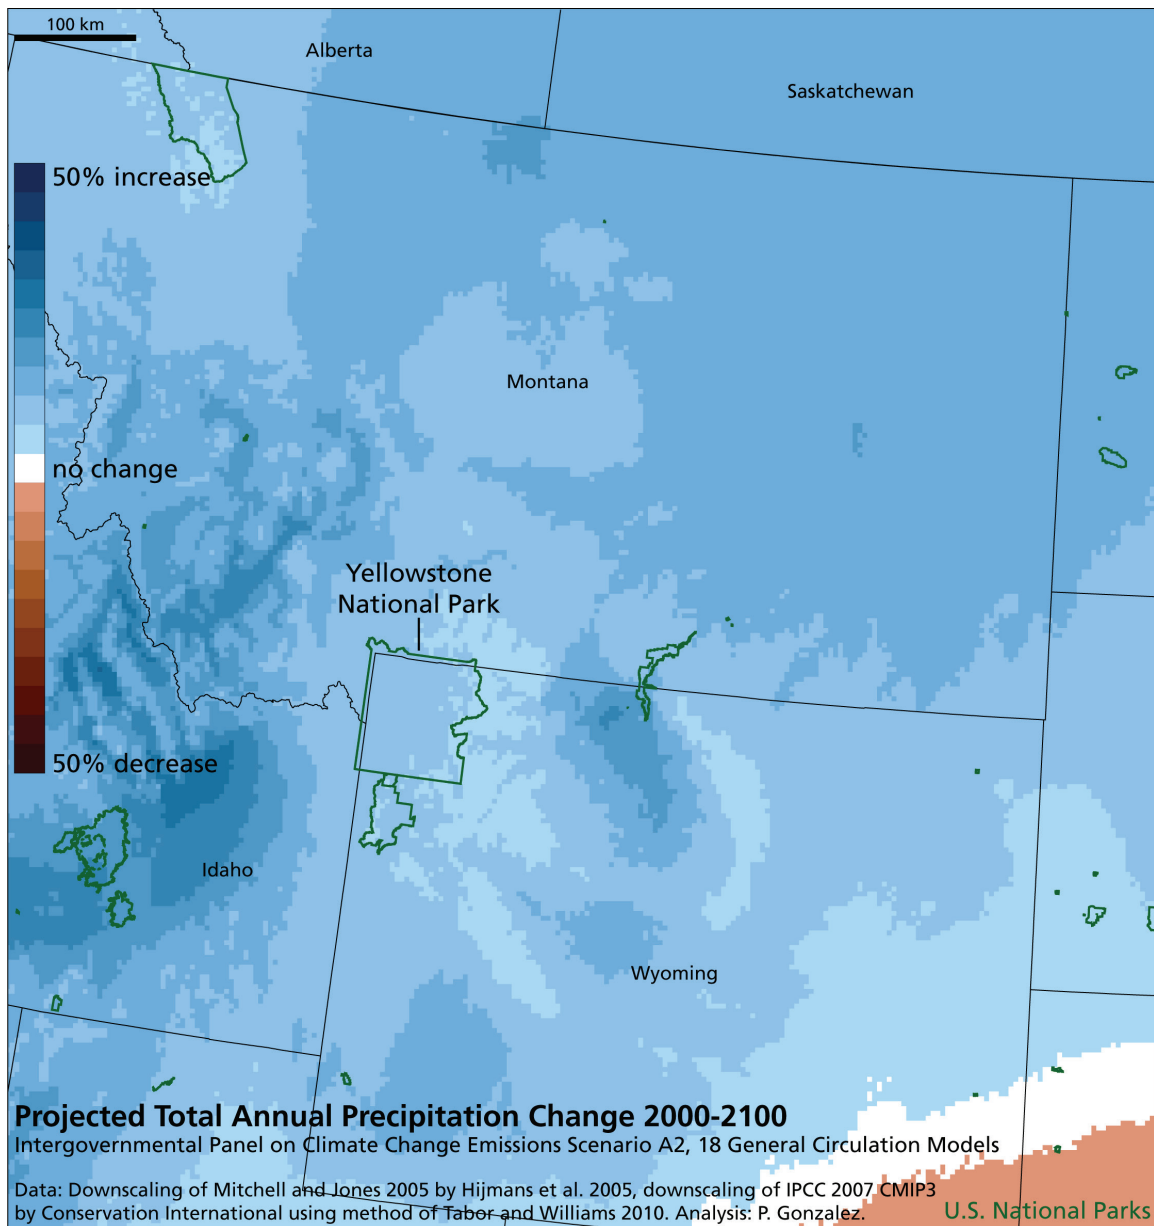 100 km
Alberta
Saskatchewan
50% increase
Montana
no change
Yellowstone
National Park
50% decrease
Idaho
Wyoming
Projected Total Annual Precipitation Change 2000-2100
Intergovernmental Panel on Climate Change Emissions Scenario A2, 18 General Circulation Models
Data: Downscaling of Mitchell and Jones 2005 by Hijmans et al. 2005, downscaling of IPCC 2007 CMIP3
by Conservation International using method of Tabor and Williams 2010. Analysis: P. Gonzalez.
U.S. National Parks